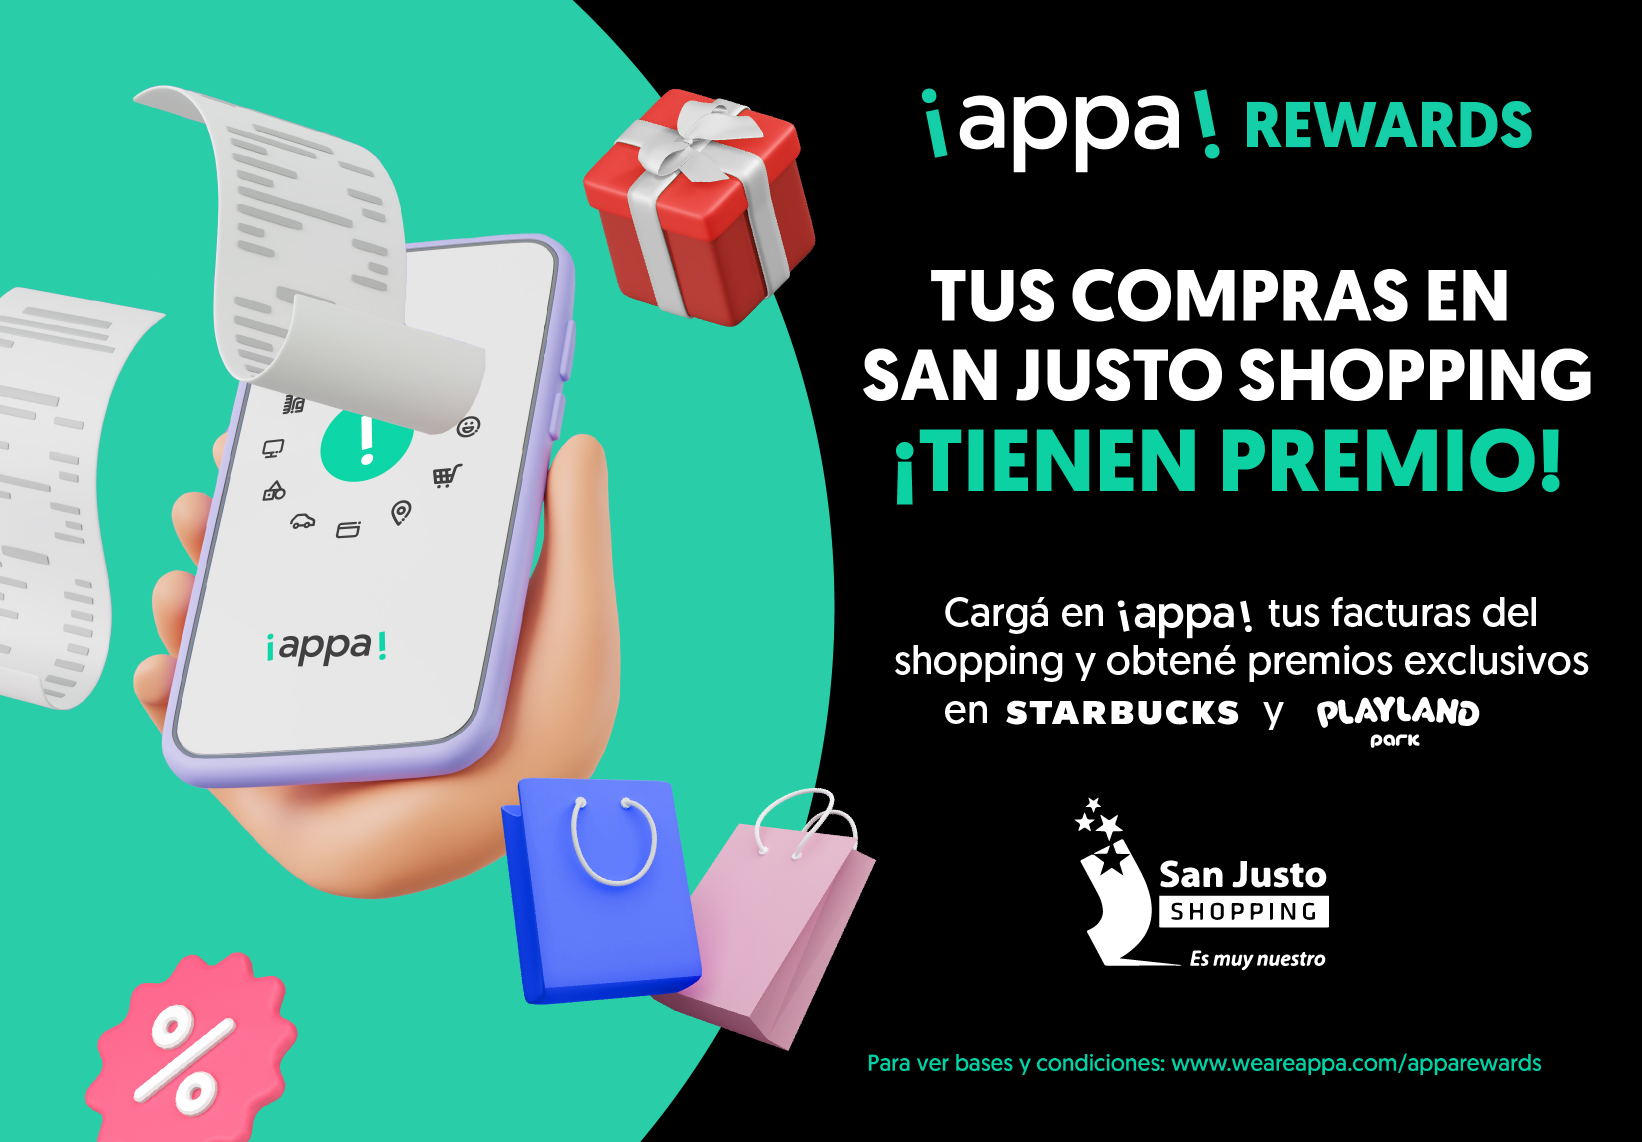 ¡appa! REWARDS
TUS COMPRAS EN
SAN JUSTO SHOPPING
¡TIENEN PREMIO!
Cargá en ¡appa! tus facturas del
shopping y obtené premios exclusivos
en STARBUCKS y PLAYLAND
park
San Justo
SHOPPING
Es muy nuestro
Para ver bases y condiciones: www.weareappa.com/apparewards
!
¡appa!
%